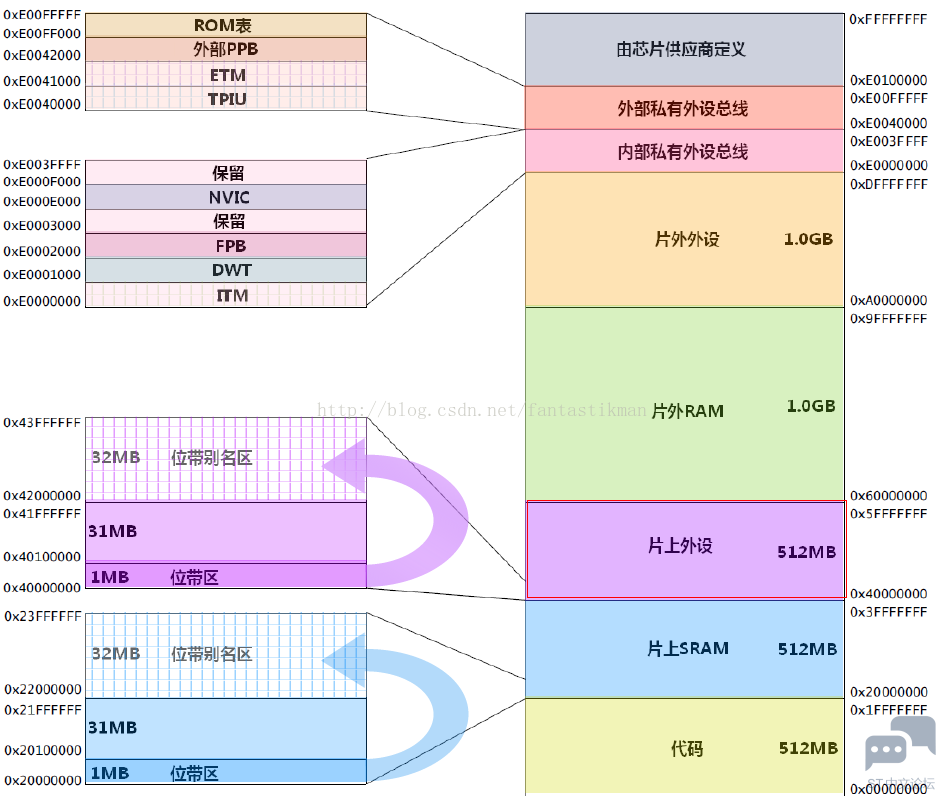 0xE00FFFFF
ROM表
0xE00FF000
外部PPB
0xE0042000
ETM
0xE0041000
TPIU
0xE0040000
0xE003FFFF
保留
0xE000F000
NVIC
0xE000E000
保留
0xE0003000
FPB
0xE0002000
DWT
0xE0001000
ITM
0xE0000000
0x43FFFFFF
32MB 位带别名区
0x42000000
0x41FFFFFF
31MB
0x40100000
1MB 位带区
0x40000000
0x23FFFFFF
32MB 位带别名区
0x22000000
0x21FFFFFF
31MB
0x20100000
1MB 位带区
0x20000000
0xFFFFFFFF
由芯片供应商定义
0xE0100000
0xE00FFFFF
外部私有外设总线
0xE0040000
0xE003FFFF
内部私有外设总线
0xE0000000
0xDFFFFFFF
片外外设 1.0GB
0xA0000000
0x9FFFFFFF
片外RAM 1.0GB
http://blog.csdn.net/fantastikman
0x60000000
0x5FFFFFFF
片上外设 512MB
0x40000000
0x3FFFFFFF
片上SRAM 512MB
0x20000000
0x1FFFFFFF
代码 512MB
ST中文论坛
0x00000000